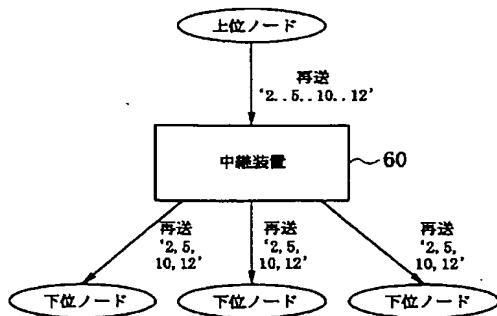 上位ノード
再送
‘2..5..10..12’
中継装置
60
再送
‘2,5,
10,12’
再送
‘2,5,
10,12’
再送
‘2,5,
10,12’
下位ノード
下位ノード
下位ノード